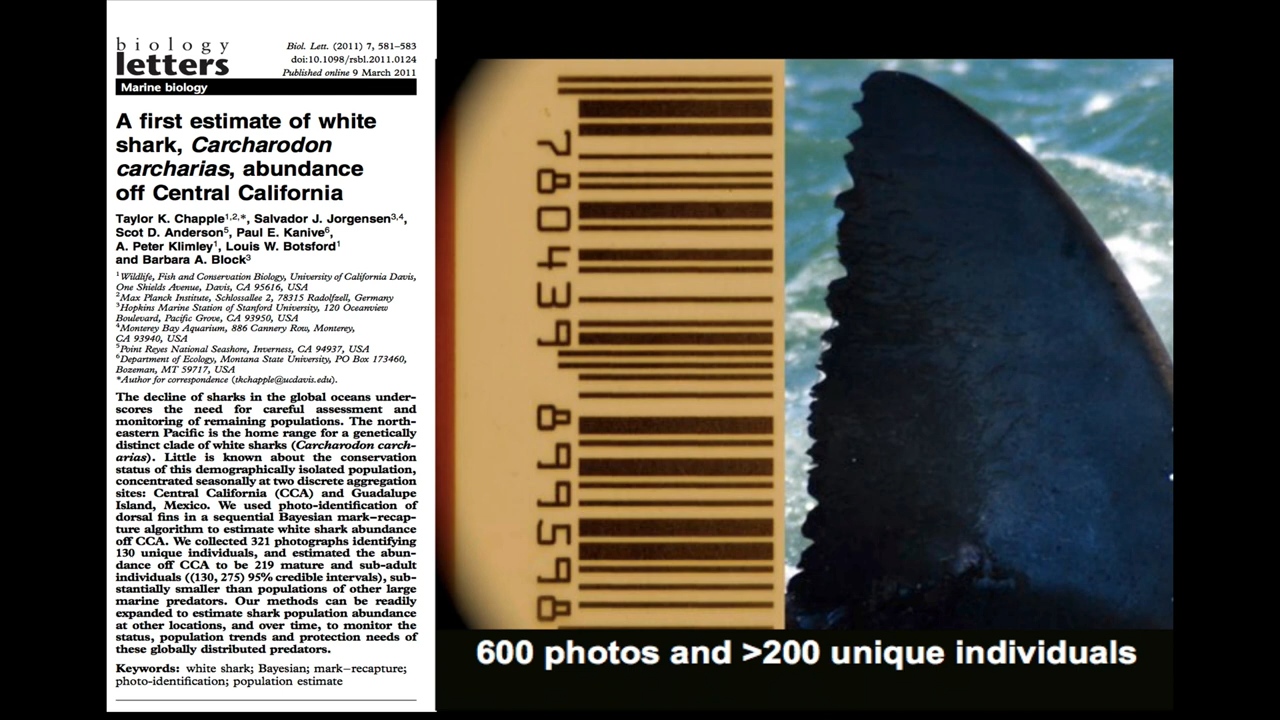 biology
letters
Biol. Lett. (2011) 7, 581–583
doi:10.1098/rsbl.2011.0124
Published online 9 March 2011
Marine biology
A first estimate of white
shark, Carcharodon
carcharias, abundance
off Central California
Taylor K. Chapple1,2,*, Salvador J. Jorgensen3,4,
Scot D. Anderson5, Paul E. Kanive6,
A. Peter Klimley1, Louis W. Botsford1
and Barbara A. Block3
1Wildlife, Fish and Conservation Biology, University of California Davis,
One Shields Avenue, Davis, CA 95616, USA
2Max Planck Institute, Schlossallee 2, 78315 Radolfzell, Germany
3Hopkins Marine Station of Stanford University, 120 Oceanview
Boulevard, Pacific Grove, CA 93950, USA
4Monterey Bay Aquarium, 886 Cannery Row, Monterey,
CA 93940, USA
5Point Reyes National Seashore, Inverness, CA 94937, USA
6Department of Ecology, Montana State University, PO Box 173460,
Bozeman, MT 59717, USA
*Author for correspondence (tkchapple@ucdavis.edu).
The decline of sharks in the global oceans under-
scores the need for careful assessment and
monitoring of remaining populations. The north-
eastern Pacific is the home range for a genetically
distinct clade of white sharks (Carcharodon carch-
arias). Little is known about the conservation
status of this demographically isolated population,
concentrated seasonally at two discrete aggregation
sites: Central California (CCA) and Guadalupe
Island, Mexico. We used photo-identification of
dorsal fins in a sequential Bayesian mark–recap-
ture algorithm to estimate white shark abundance
off CCA. We collected 321 photographs identifying
130 unique individuals, and estimated the abun-
dance off CCA to be 219 mature and sub-adult
individuals ((130, 275) 95% credible intervals), sub-
stantially smaller than populations of other large
marine predators. Our methods can be readily
expanded to estimate shark population abundance
at other locations, and over time, to monitor the
status, population trends and protection needs of
these globally distributed predators.
Keywords: white shark; Bayesian; mark–recapture;
photo-identification; population estimate
780439 899598
600 photos and >200 unique individuals